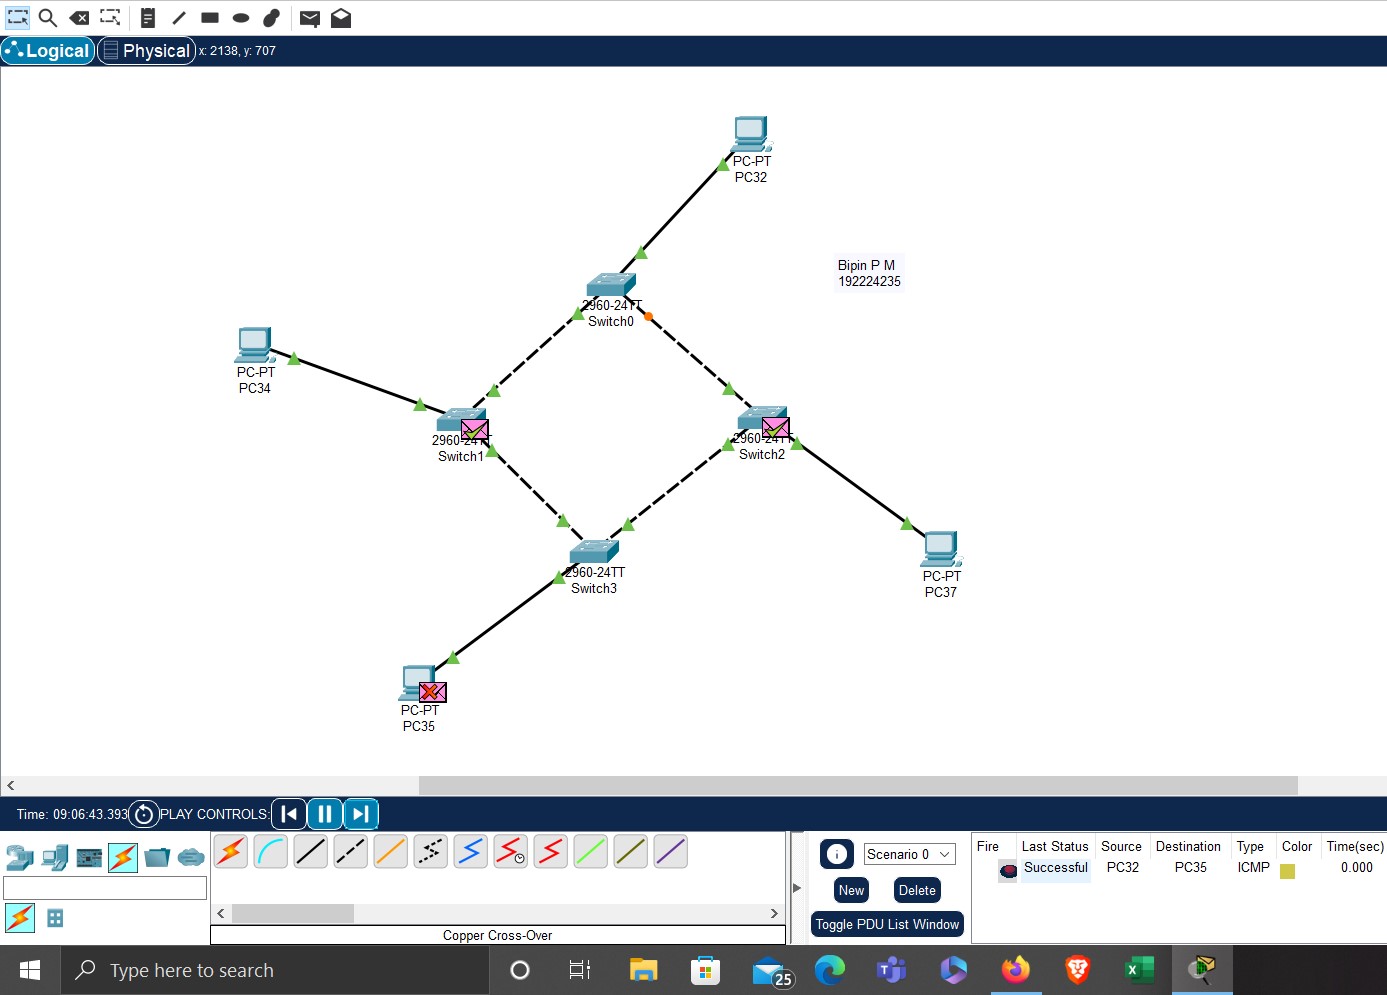 Logical Physical x: 2138, y: 707
PC-PT
PC32
Bipin P M
192224235
2960-24TT
Switch0
PC-PT
PC34
2960-24TT
Switch1
2960-24TT
Switch2
2960-24TT
Switch3
PC-PT
PC37
PC-PT
PC35
Time: 09:06:43.393 PLAY CONTROLS:
Scenario 0
New Delete
Toggle PDU List Window
Fire Last Status Source Destination Type Color Time(sec)
Successful PC32 PC35 ICMP 0.000
Copper Cross-Over
Type here to search
25